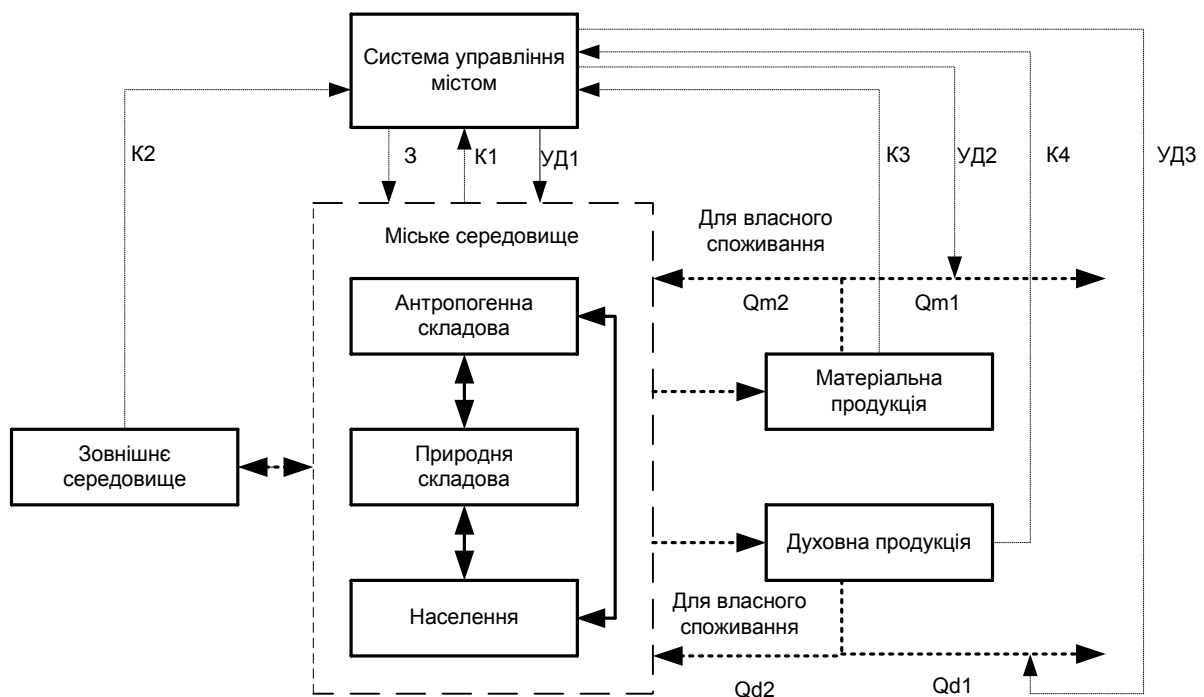 Система управління
містом
К2
З
К1
УД1
К3
УД2
К4
УД3
Міське середовище
Для власного
споживання
Антропогенна
складова
Qm2
Qm1
Матеріальна
продукція
Зовнішнє
середовище
Природня
складова
Духовна продукція
Населення
Для власного
споживання
Qd2
Qd1